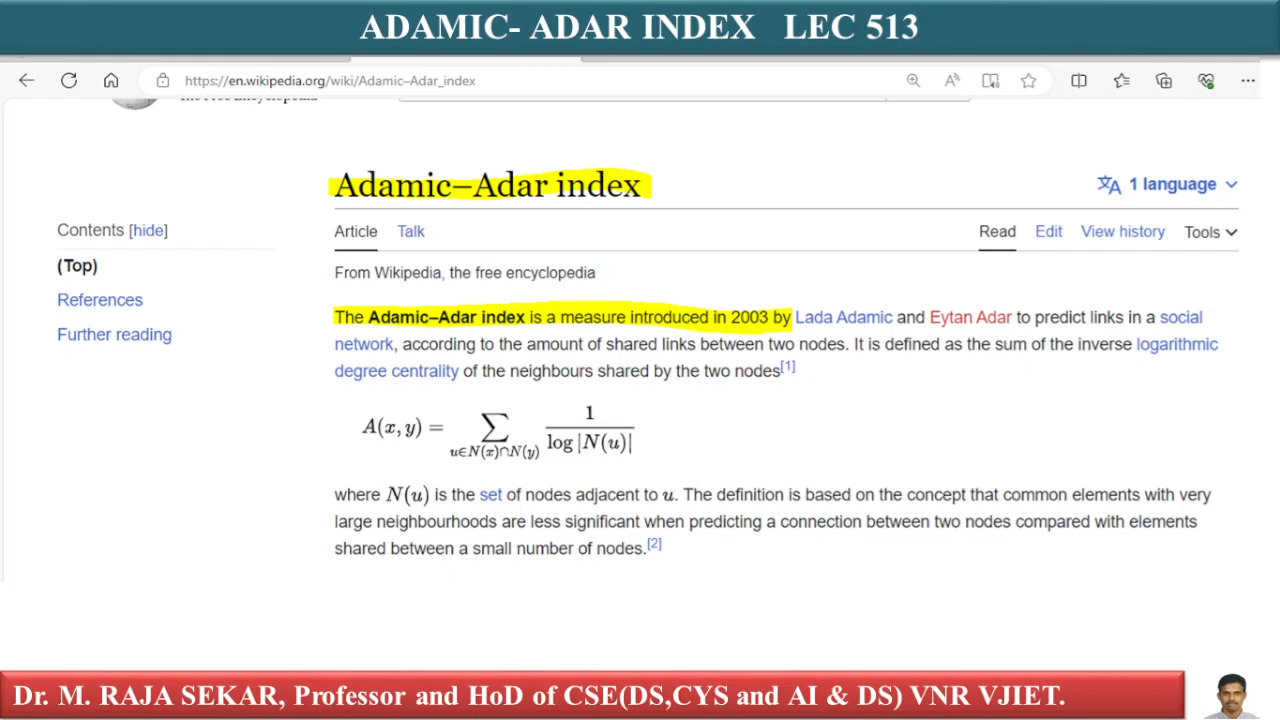 ADAMIC- ADAR INDEX LEC 513
https://en.wikipedia.org/wiki/Adamic–Adar_index
Adamic–Adar index
1 language
Contents [hide]
Article Talk
Read Edit View history Tools
(Top)
From Wikipedia, the free encyclopedia
References
Further reading
The Adamic–Adar index is a measure introduced in 2003 by Lada Adamic and Eytan Adar to predict links in a social
network, according to the amount of shared links between two nodes. It is defined as the sum of the inverse logarithmic
degree centrality of the neighbours shared by the two nodes[1]
A(x, y) = ∑ u∈N(x)∩N(y) 1 / log |N(u)|
where N(u) is the set of nodes adjacent to u. The definition is based on the concept that common elements with very
large neighbourhoods are less significant when predicting a connection between two nodes compared with elements
shared between a small number of nodes.[2]
Dr. M. RAJA SEKAR, Professor and HoD of CSE(DS,CYS and AI & DS) VNR VJIET.